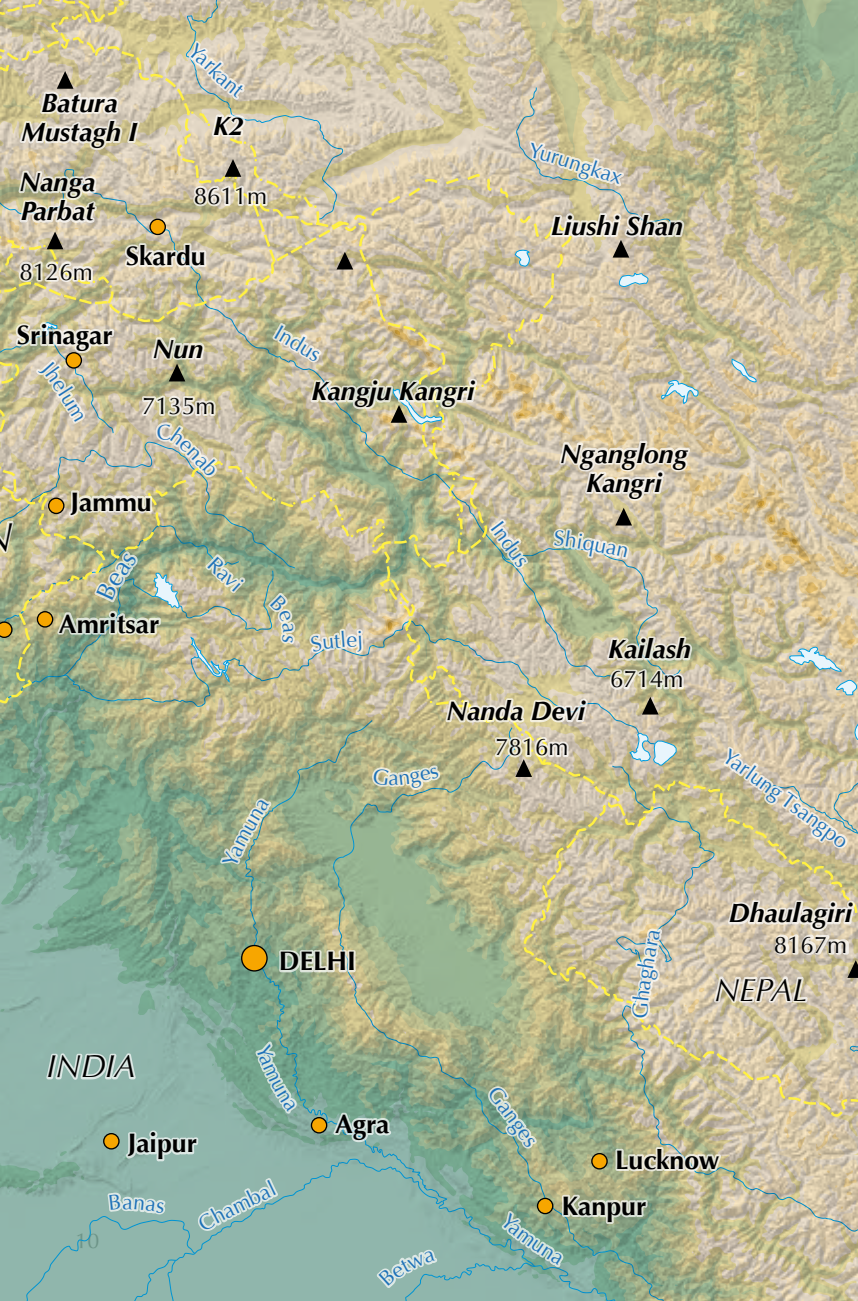 Yarkant
Batura
Mustagh I
K2
8611m
Yurungkax
Nanga
Parbat
8126m
Skardu
Liushi Shan
Srinagar
Jhelum
Nun
7135m
Indus
Kangju Kangri
Chenab
Nganglong
Kangri
Jammu
N
Indus
Shiquan
Beas
Ravi
Beas
Amritsar
Sutlej
Kailash
6714m
Nanda Devi
7816m
Ganges
Yarlung Tsangpo
Yamuna
Dhaulagiri
8167m
DELHI
Ghaghara
NEPAL
INDIA
Yamuna
Ganges
Agra
Jaipur
Lucknow
Kanpur
Banas
Chambal
Yamuna
10
Betwa